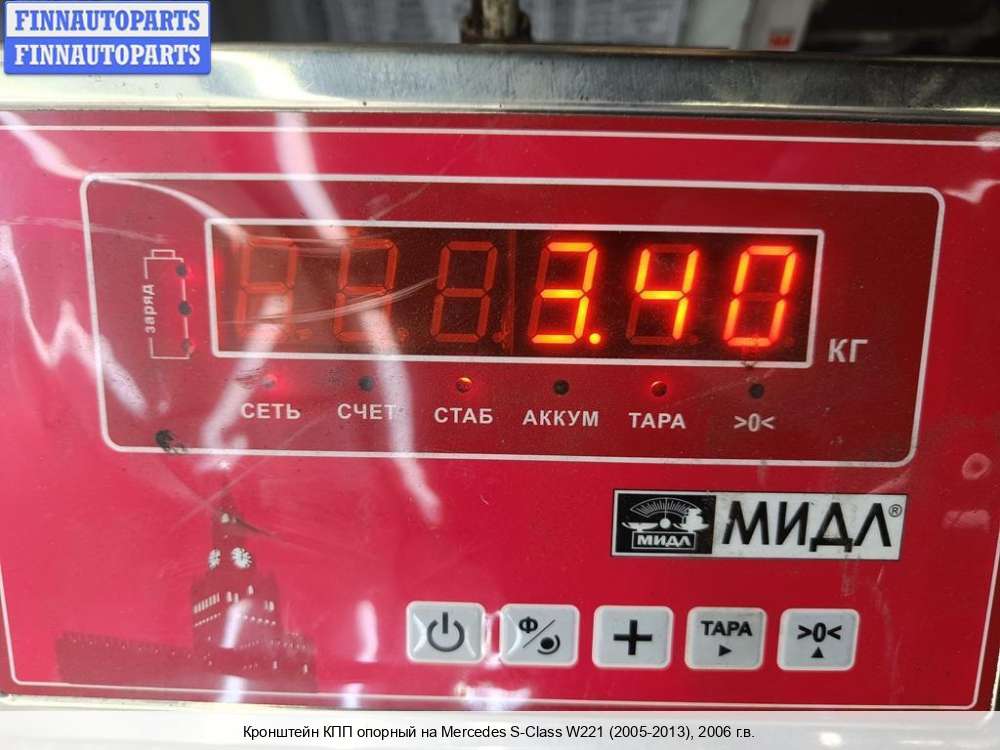 FINNAUTOPARTS
FINNAUTOPARTS
заряд
3.40
КГ
СЕТЬ СЧЕТ СТАБ АККУМ ТАРА >0<
МИДЛ МИДЛ®
Ф ТАРА >0<
Кронштейн КПП опорный на Mercedes S-Class W221 (2005-2013), 2006 г.в.